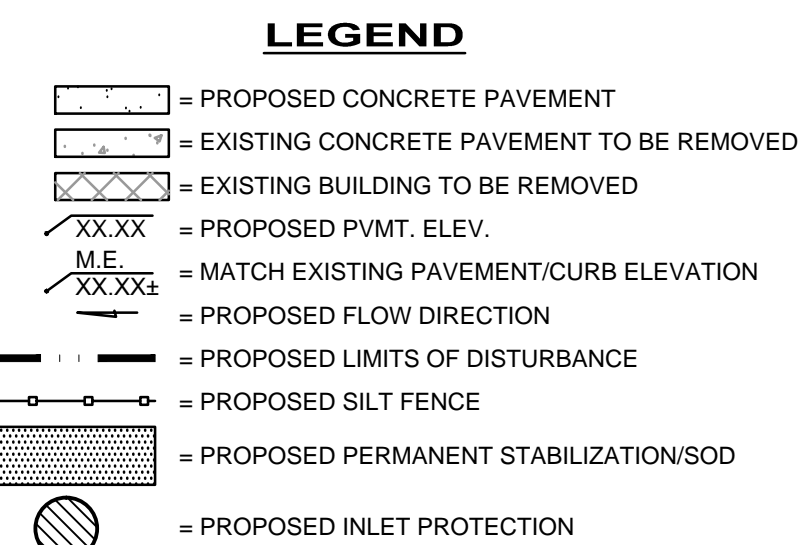 LEGEND
= PROPOSED CONCRETE PAVEMENT
= EXISTING CONCRETE PAVEMENT TO BE REMOVED
= EXISTING BUILDING TO BE REMOVED
XX.XX = PROPOSED PVMT. ELEV.
M.E.
XX.XX± = MATCH EXISTING PAVEMENT/CURB ELEVATION
= PROPOSED FLOW DIRECTION
= PROPOSED LIMITS OF DISTURBANCE
= PROPOSED SILT FENCE
= PROPOSED PERMANENT STABILIZATION/SOD
= PROPOSED INLET PROTECTION